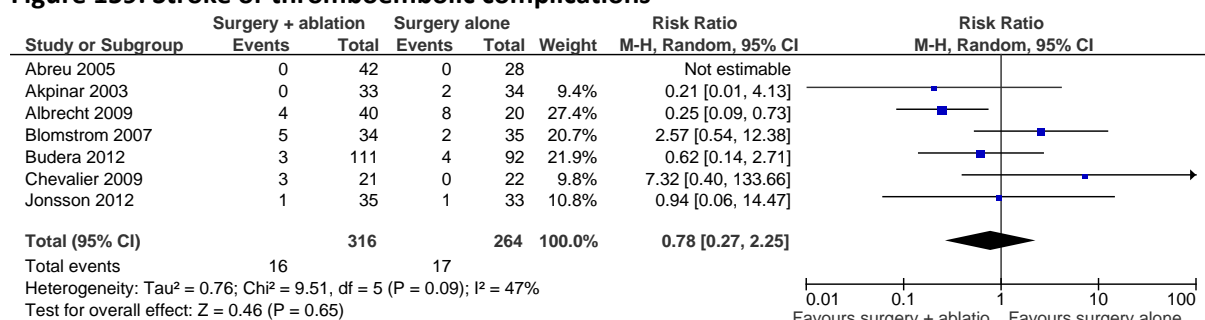 Figure 139: Stroke or thromboembolic complications
Surgery + ablation Surgery alone Risk Ratio Risk Ratio
Study or Subgroup Events Total Events Total Weight M-H, Random, 95% CI M-H, Random, 95% CI
Abreu 2005 0 42 0 28 Not estimable
Akpinar 2003 0 33 2 34 9.4% 0.21 [0.01, 4.13]
Albrecht 2009 4 40 8 20 27.4% 0.25 [0.09, 0.73]
Blomstrom 2007 5 34 2 35 20.7% 2.57 [0.54, 12.38]
Budera 2012 3 111 4 92 21.9% 0.62 [0.14, 2.71]
Chevalier 2009 3 21 0 22 9.8% 7.32 [0.40, 133.66]
Jonsson 2012 1 35 1 33 10.8% 0.94 [0.06, 14.47]
Total (95% CI) 316 264 100.0% 0.78 [0.27, 2.25]
Total events 16 17
Heterogeneity: Tau² = 0.76; Chi² = 9.51, df = 5 (P = 0.09); I² = 47%
Test for overall effect: Z = 0.46 (P = 0.65)
0.01 0.1 1 10 100
Favours surgery + ablatio Favours surgery alone